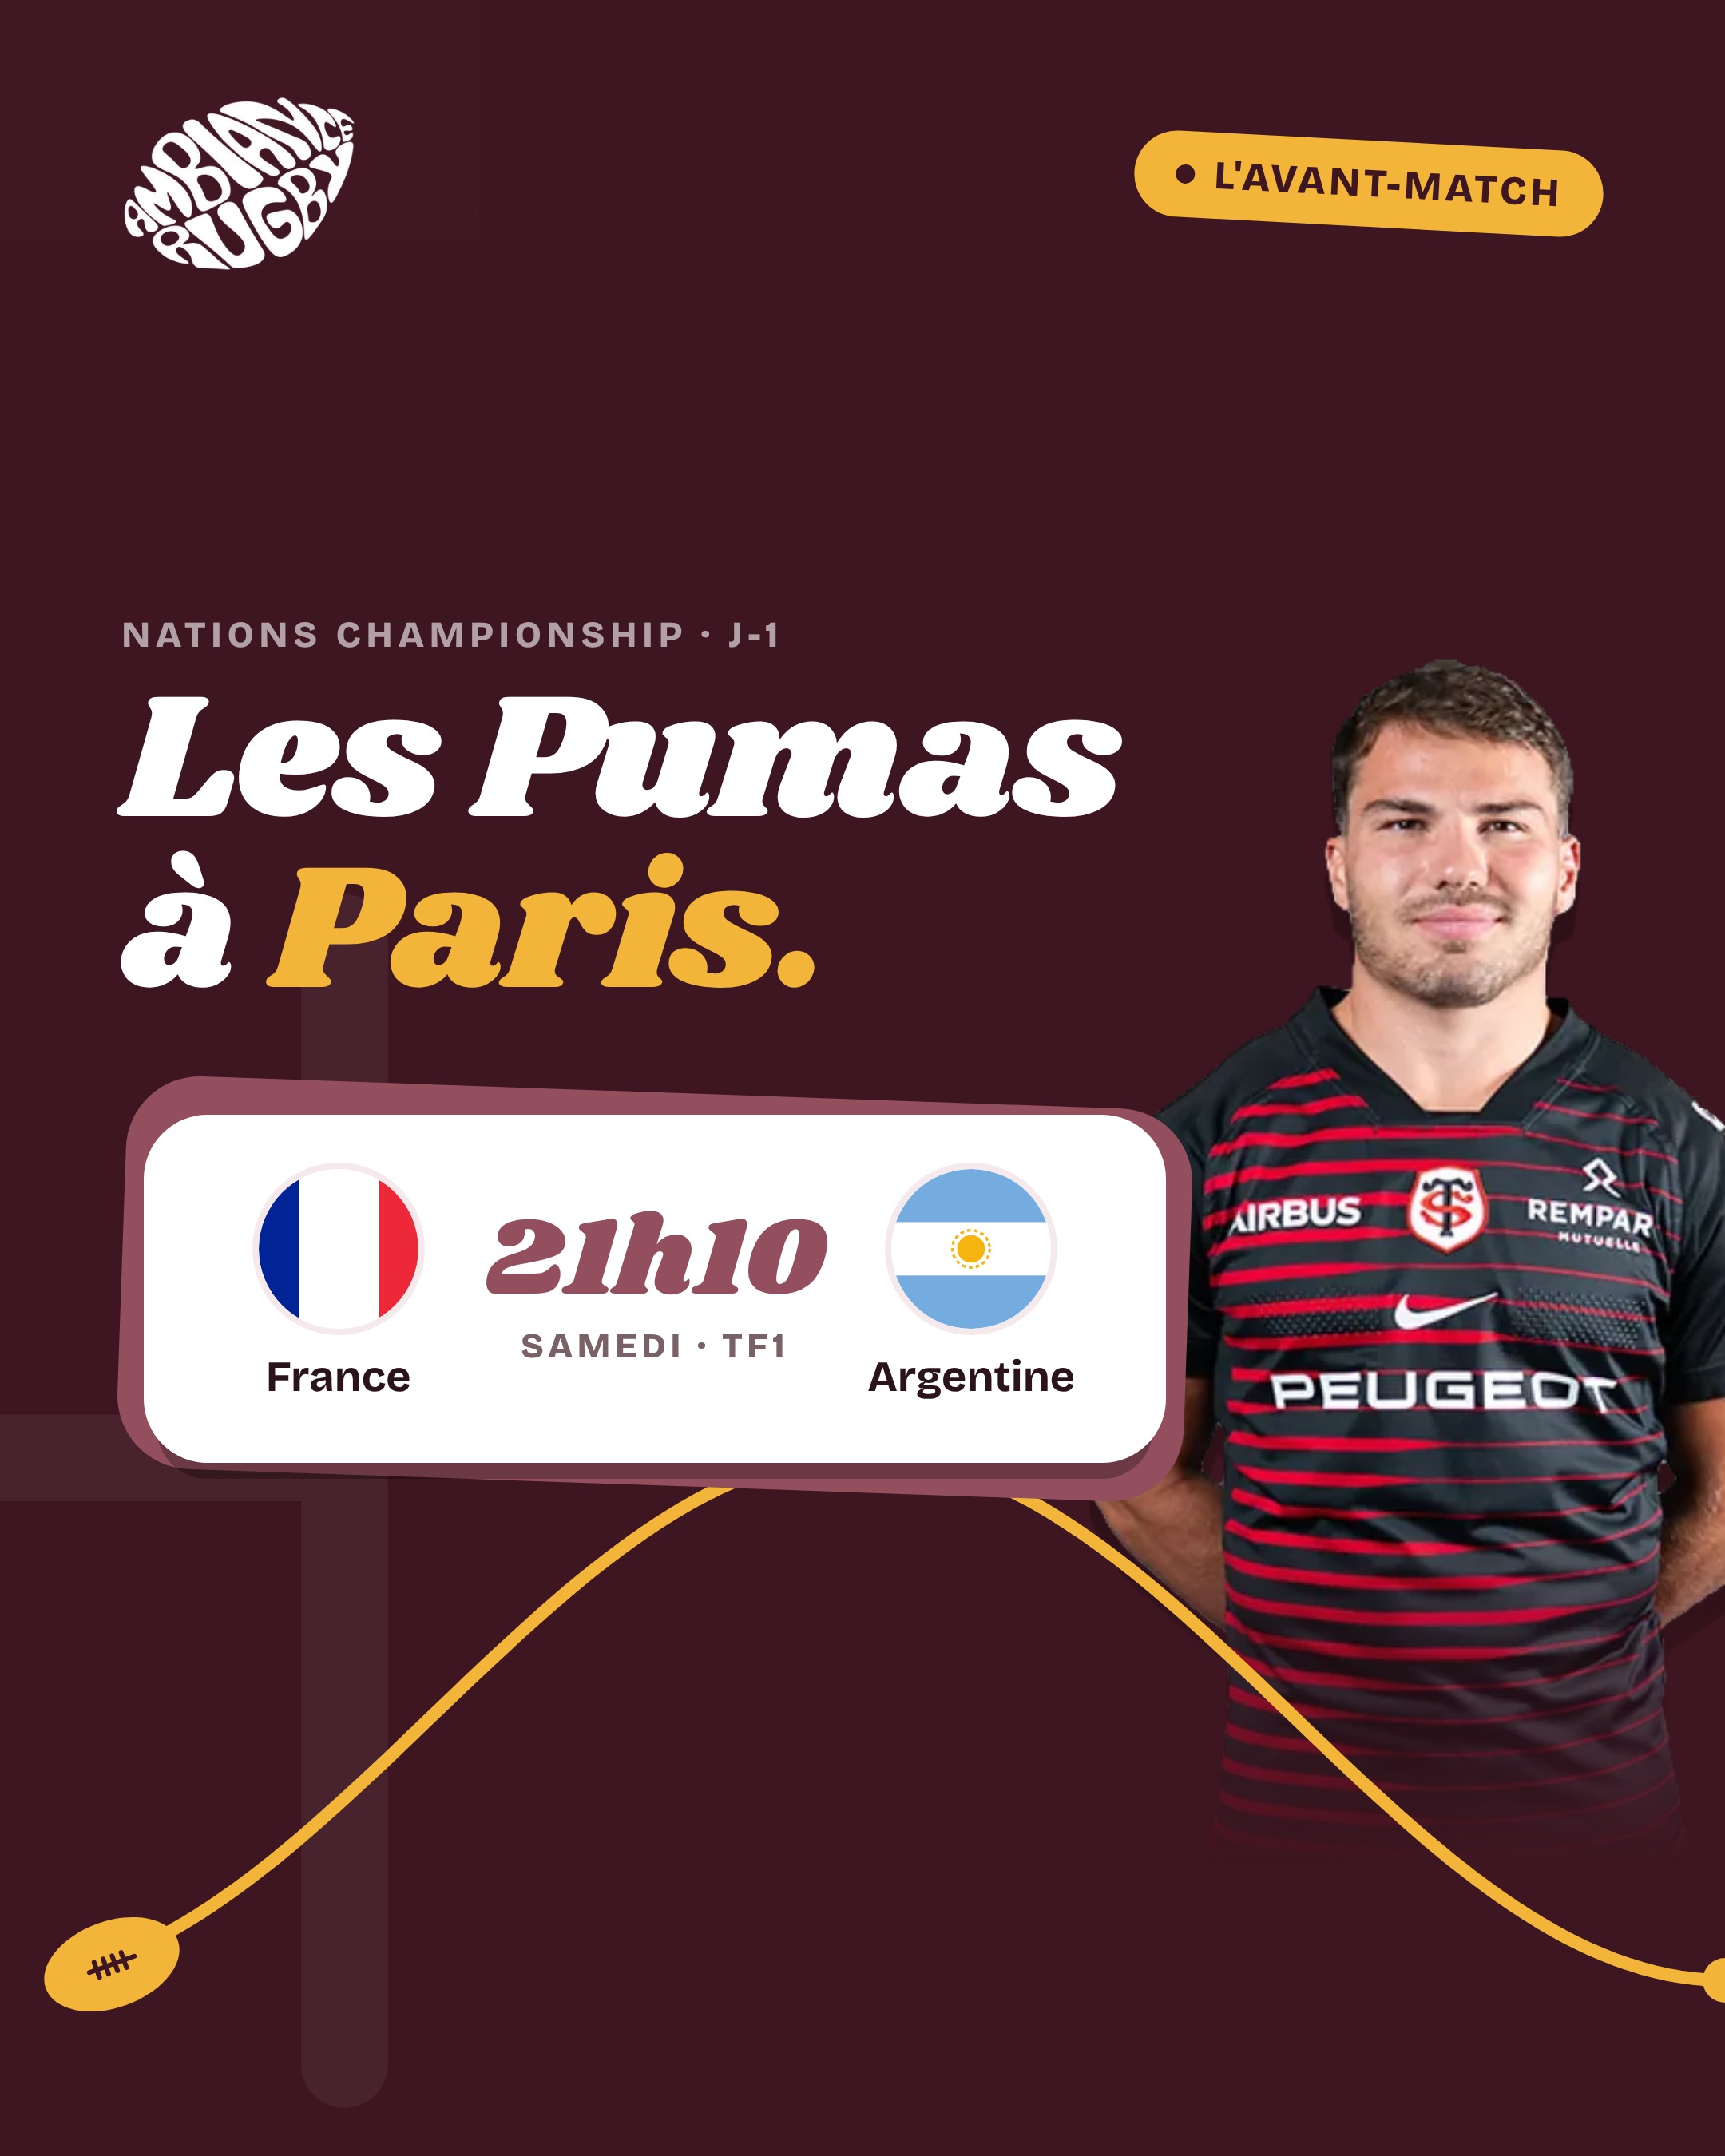 AMBIANCE
RUGBY
• L'AVANT-MATCH
NATIONS CHAMPIONSHIP · J-1
Les Pumas
à Paris.
21h10
SAMEDI · TF1
France
Argentine
AIRBUS
ST
REMPAR
MUTUELLE
PEUGEOT